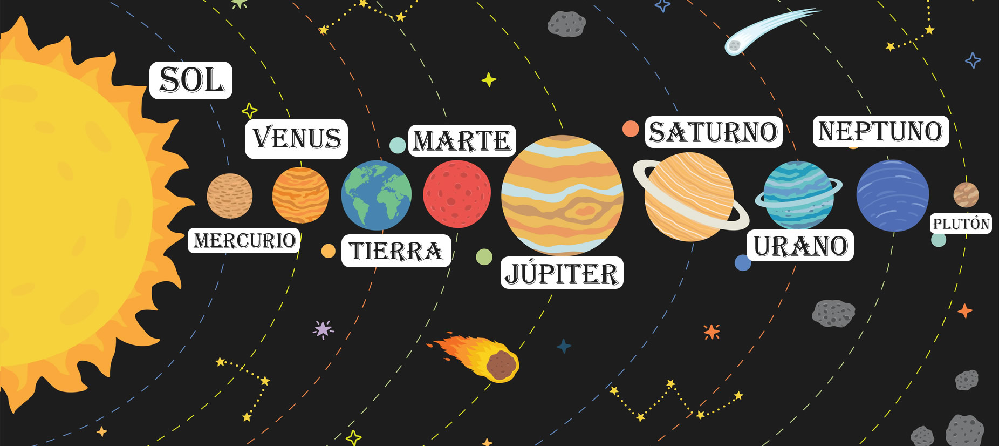 SOL
VENUS
MARTE
SATURNO
NEPTUNO
MERCURIO
TIERRA
JÚPITER
URANO
PLUTÓN